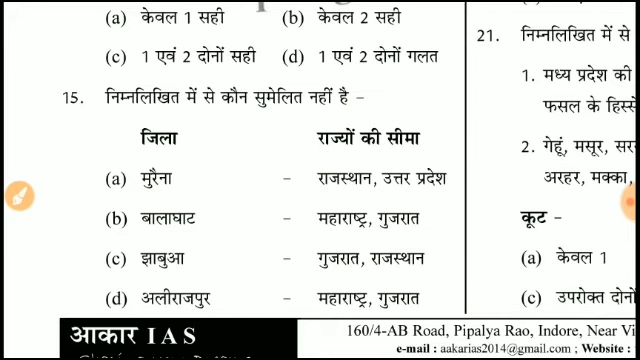 (a) केवल 1 सही (b) केवल 2 सही
(c) 1 एवं 2 दोनों सही (d) 1 एवं 2 दोनों गलत
15. निम्नलिखित में से कौन सुमेलित नहीं है –
जिला राज्यों की सीमा
(a) मुरैना – राजस्थान, उत्तर प्रदेश
(b) बालाघाट – महाराष्ट्र, गुजरात
(c) झाबुआ – गुजरात, राजस्थान
(d) अलीराजपुर – महाराष्ट्र, गुजरात
21. निम्नलिखित में से
1. मध्य प्रदेश की
फसल के हिस्से
2. गेहूं, मसूर, सर
अरहर, मक्का,
कूट –
(a) केवल 1
(c) उपरोक्त दोनों
आकार IAS
160/4-AB Road, Pipalya Rao, Indore, Near Vi
e-mail : aakarias2014@gmail.com ; Website :